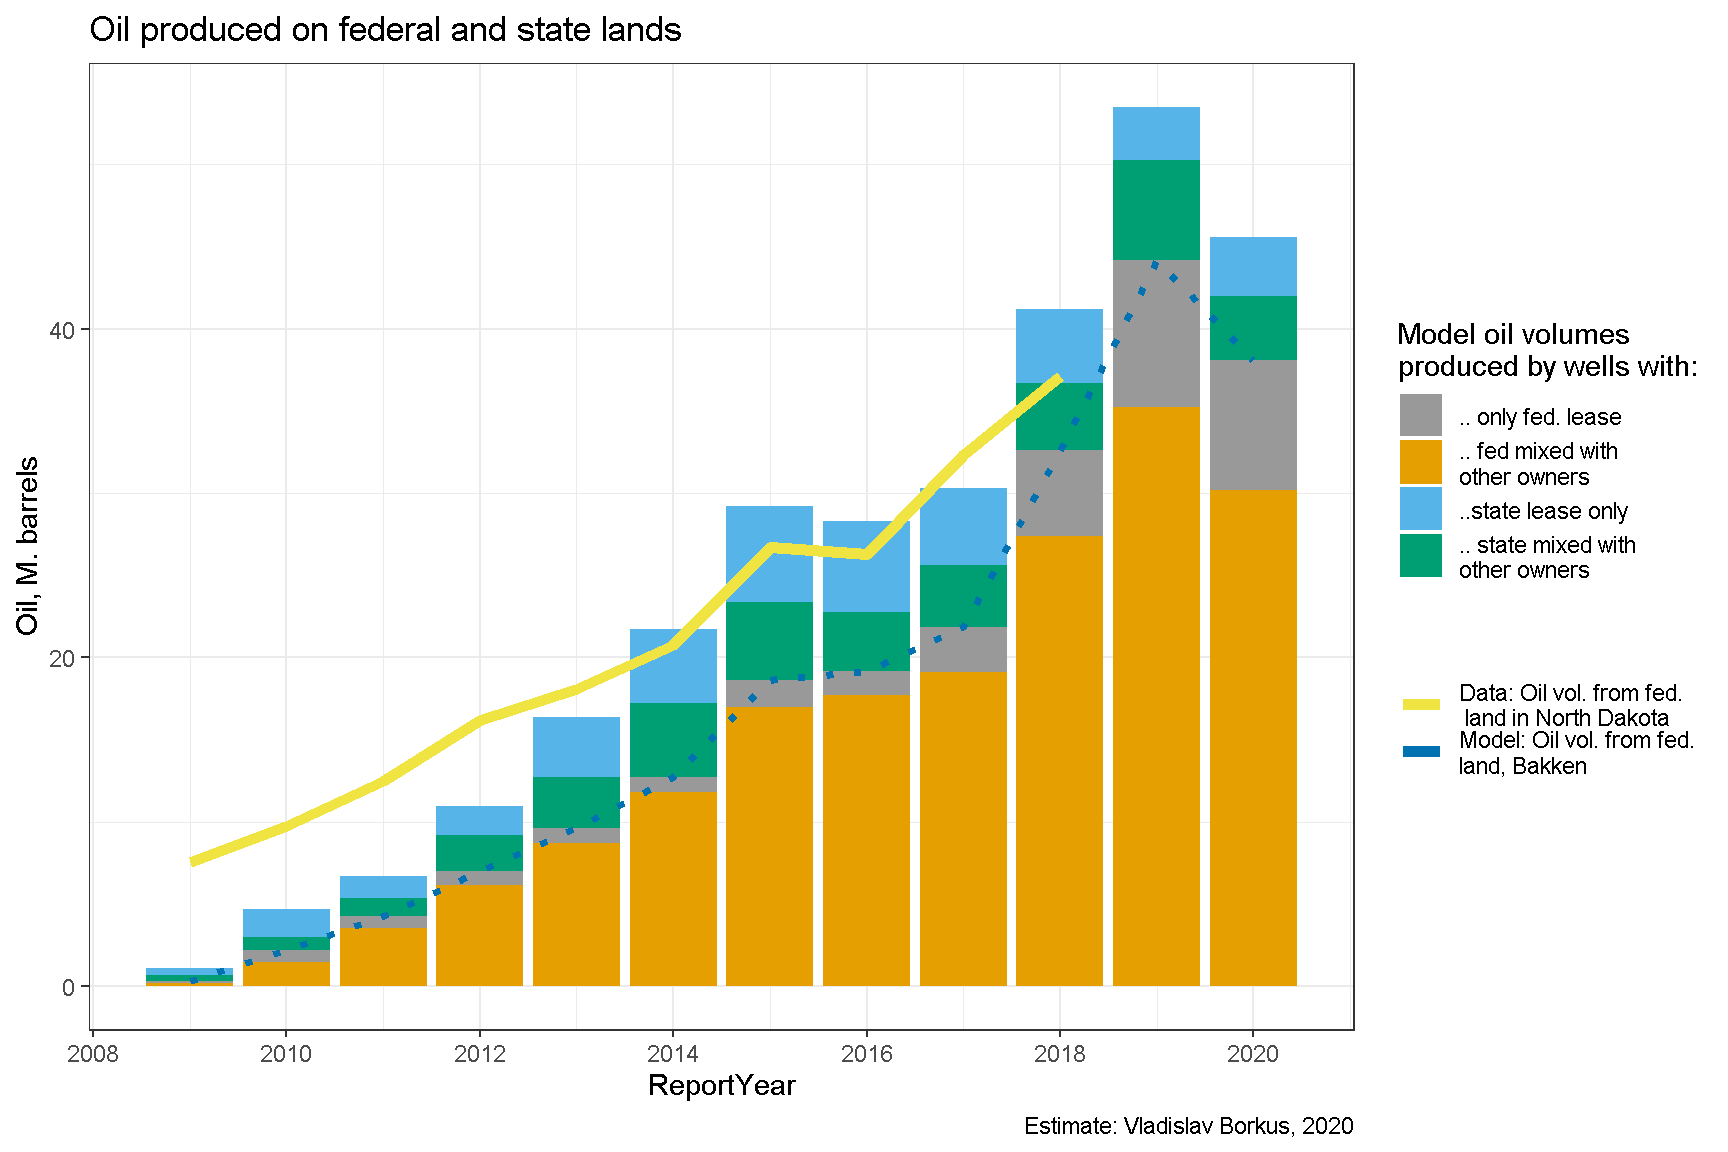 Oil produced on federal and state lands
Oil, M. barrels
40
20
0
2008 2010 2012 2014 2016 2018 2020
ReportYear
Estimate: Vladislav Borkus, 2020
Model oil volumes
produced by wells with:
.. only fed. lease
.. fed mixed with
other owners
..state lease only
.. state mixed with
other owners
Data: Oil vol. from fed.
land in North Dakota
Model: Oil vol. from fed.
land, Bakken